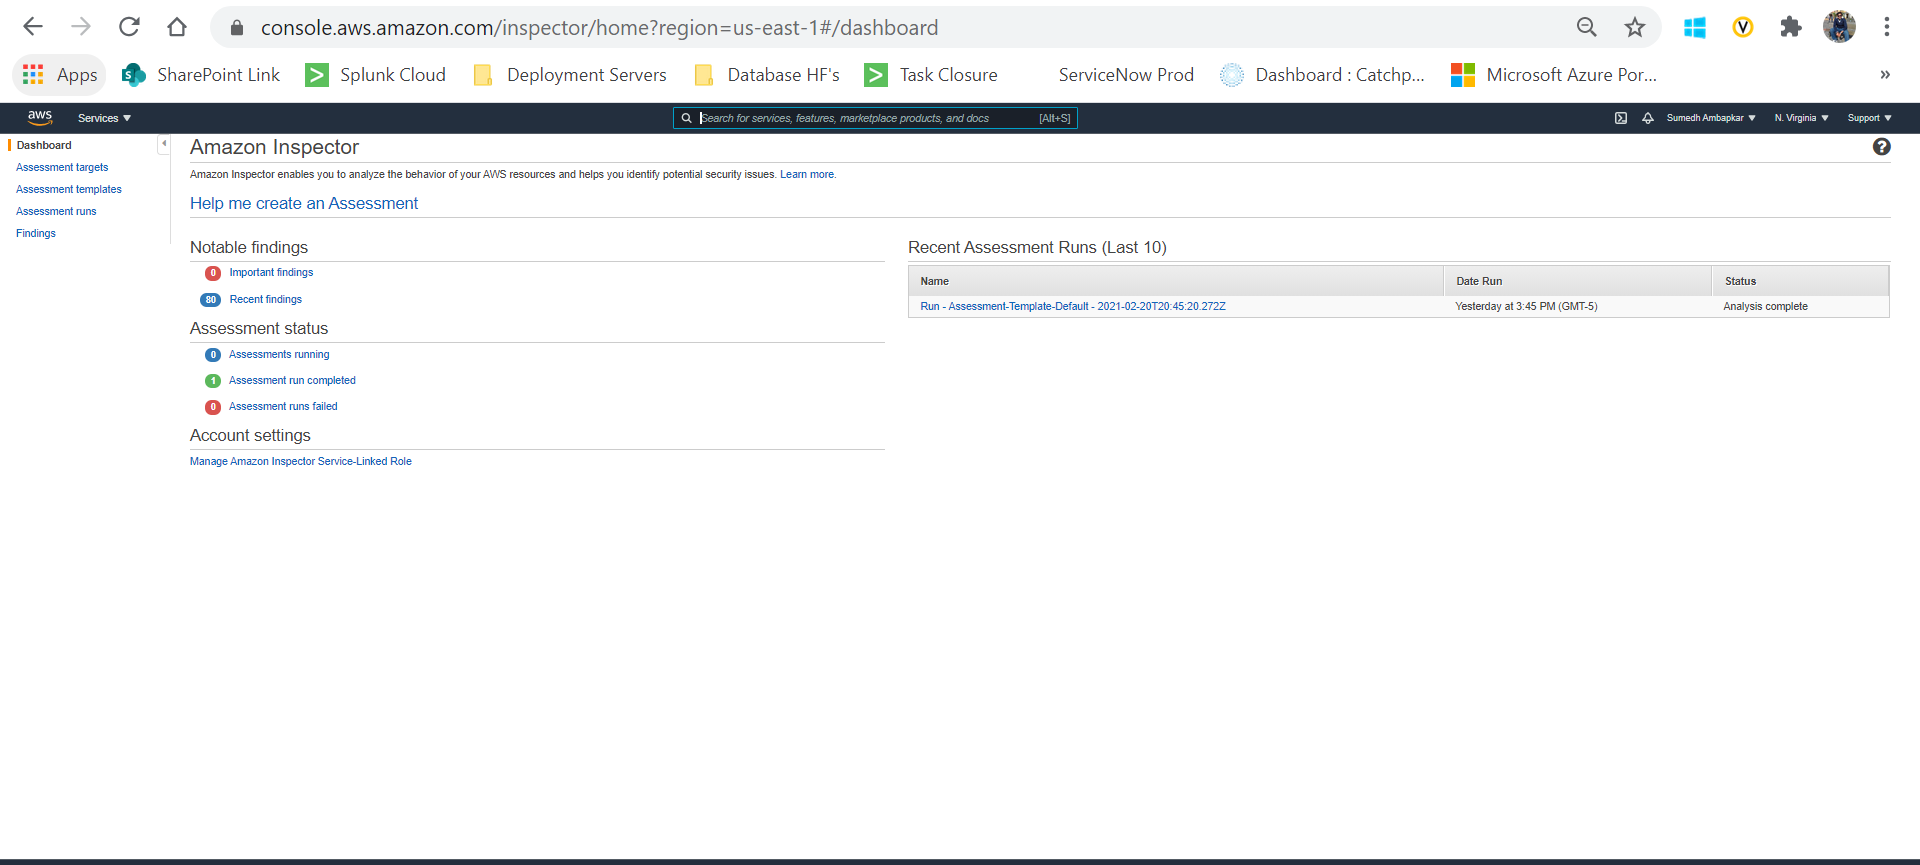 console.aws.amazon.com/inspector/home?region=us-east-1#/dashboard
Apps SharePoint Link Splunk Cloud Deployment Servers Database HF's Task Closure ServiceNow Prod Dashboard : Catchp... Microsoft Azure Por... »
aws Services Search for services, features, marketplace products, and docs [Alt+S] Sumedh Ambapkar N. Virginia Support
Dashboard
Assessment targets
Assessment templates
Assessment runs
Findings
Amazon Inspector
Amazon Inspector enables you to analyze the behavior of your AWS resources and helps you identify potential security issues. Learn more.
Help me create an Assessment
Notable findings
0 Important findings
80 Recent findings
Assessment status
0 Assessments running
1 Assessment run completed
0 Assessment runs failed
Account settings
Manage Amazon Inspector Service-Linked Role
Recent Assessment Runs (Last 10)
Name Date Run Status
Run - Assessment-Template-Default - 2021-02-20T20:45:20.272Z Yesterday at 3:45 PM (GMT-5) Analysis complete